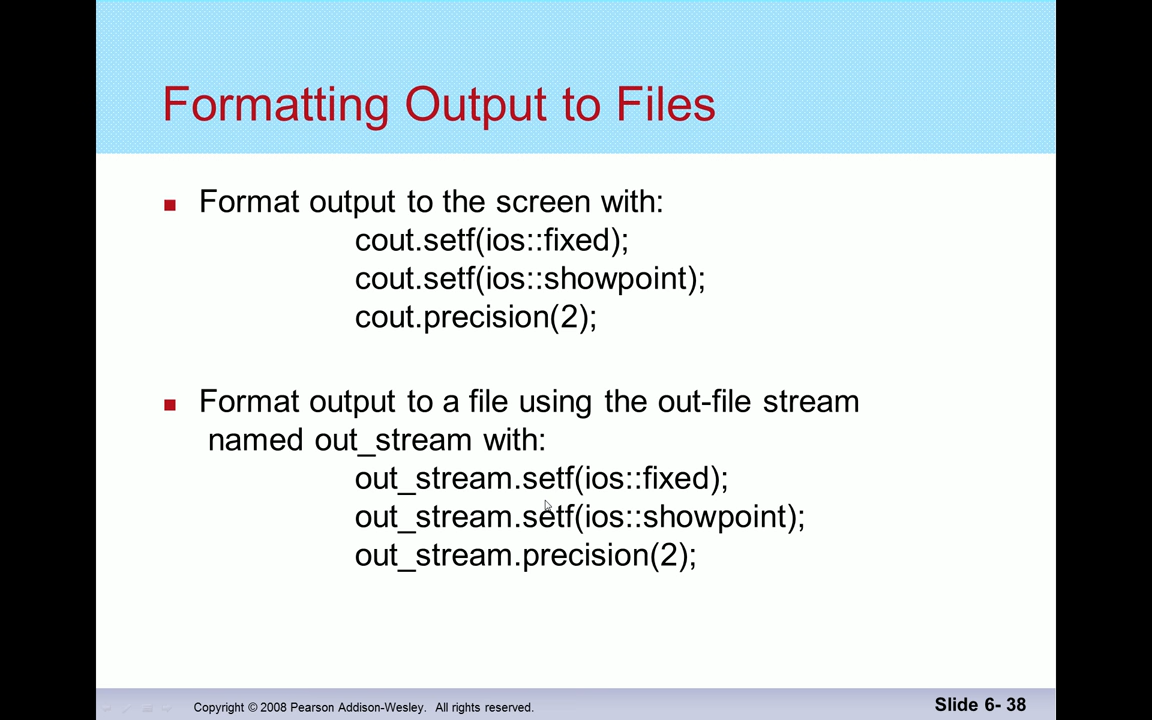 Formatting Output to Files
Format output to the screen with:
cout.setf(ios::fixed);
cout.setf(ios::showpoint);
cout.precision(2);
Format output to a file using the out-file stream
named out_stream with:
out_stream.setf(ios::fixed);
out_stream.setf(ios::showpoint);
out_stream.precision(2);
Copyright © 2008 Pearson Addison-Wesley. All rights reserved.
Slide 6- 38